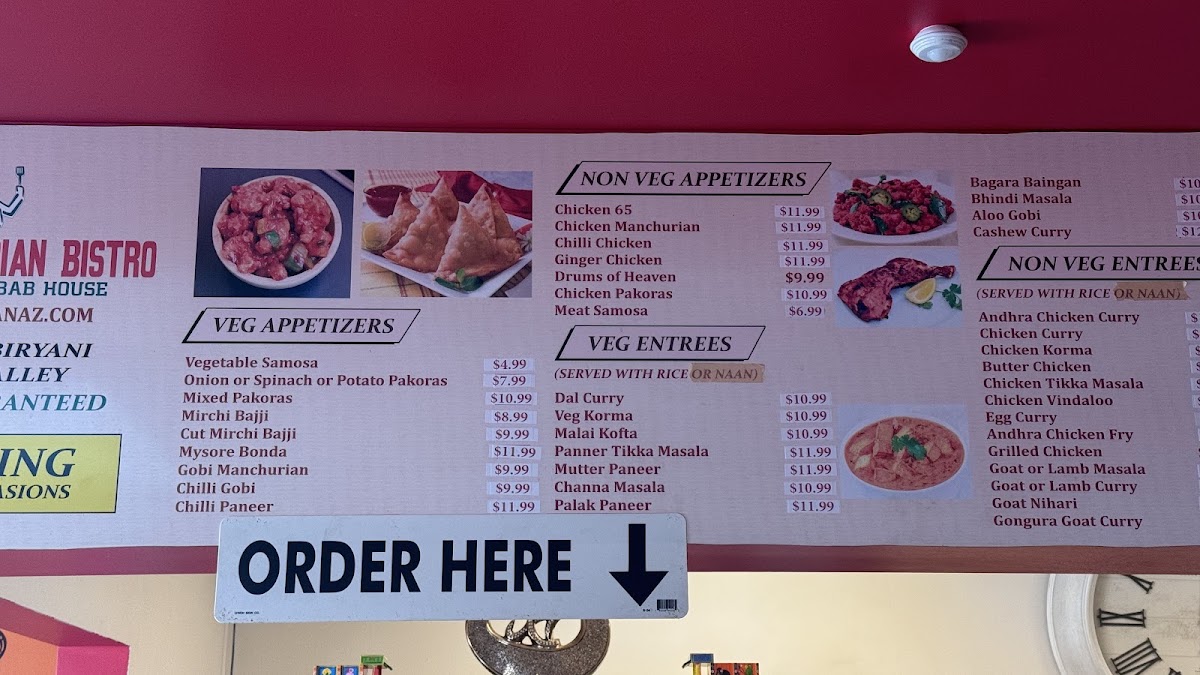 IAN BISTRO
BAB HOUSE
ANAZ.COM
BIRYANI
ALLEY
RANTEED
ING
ASIONS
VEG APPETIZERS
Vegetable Samosa $4.99
Onion or Spinach or Potato Pakoras $7.99
Mixed Pakoras $10.99
Mirchi Bajji $8.99
Cut Mirchi Bajji $9.99
Mysore Bonda $11.99
Gobi Manchurian $9.99
Chilli Gobi $9.99
Chilli Paneer $11.99
NON VEG APPETIZERS
Chicken 65 $11.99
Chicken Manchurian $11.99
Chilli Chicken $11.99
Ginger Chicken $11.99
Drums of Heaven $9.99
Chicken Pakoras $10.99
Meat Samosa $6.99
VEG ENTREES
(SERVED WITH RICE OR NAAN)
Dal Curry $10.99
Veg Korma $10.99
Malai Kofta $10.99
Panner Tikka Masala $11.99
Mutter Paneer $11.99
Channa Masala $10.99
Palak Paneer $11.99
Bagara Baingan $10
Bhindi Masala $10
Aloo Gobi $10
Cashew Curry $12
NON VEG ENTREES
(SERVED WITH RICE OR NAAN)
Andhra Chicken Curry $
Chicken Curry $
Chicken Korma
Butter Chicken
Chicken Tikka Masala
Chicken Vindaloo
Egg Curry
Andhra Chicken Fry
Grilled Chicken
Goat or Lamb Masala
Goat or Lamb Curry
Goat Nihari
Gongura Goat Curry
ORDER HERE